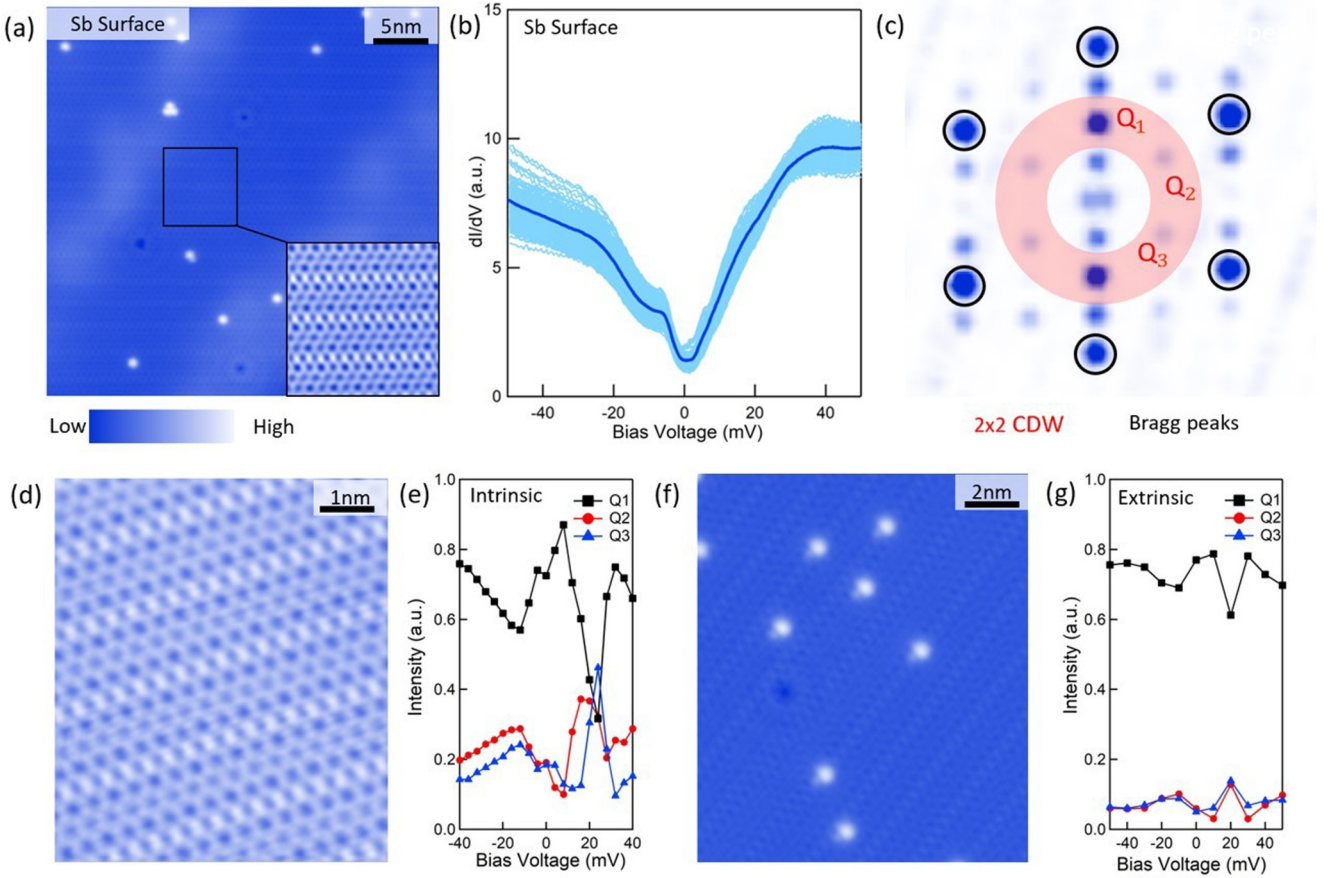 (a)
Sb Surface
5nm
Low
High
(b)
Sb Surface
15
10
5
0
dI/dV (a.u.)
-40
-20
0
20
40
Bias Voltage (mV)
(c)
Q₁
Q₂
Q₃
2x2 CDW
Bragg peaks
(d)
1nm
(e)
Intrinsic
Q1
Q2
Q3
1.0
0.8
0.6
0.4
0.2
0.0
Intensity (a.u.)
-40
-20
0
20
40
Bias Voltage (mV)
(f)
2nm
(g)
Extrinsic
Q1
Q2
Q3
1.0
0.8
0.6
0.4
0.2
0.0
Intensity (a.u.)
-40
-20
0
20
40
Bias Voltage (mV)